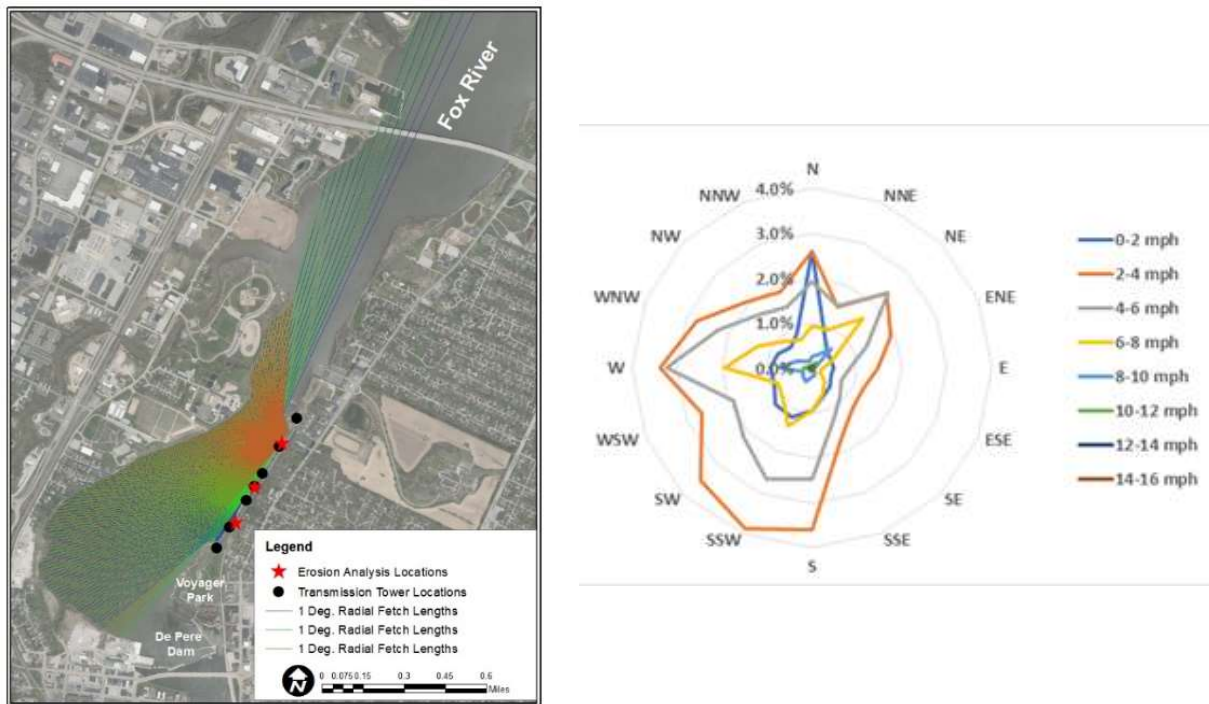 Fox River
Voyager
Park
De Pere
Dam
Legend
Erosion Analysis Locations
Transmission Tower Locations
1 Deg. Radial Fetch Lengths
1 Deg. Radial Fetch Lengths
1 Deg. Radial Fetch Lengths
N
0 0.075 0.15 0.3 0.45 0.6
Miles
N
NNE
NE
ENE
E
ESE
SE
SSE
S
SSW
SW
WSW
W
WNW
NW
NNW
4.0%
3.0%
2.0%
1.0%
0.0%
0-2 mph
2-4 mph
4-6 mph
6-8 mph
8-10 mph
10-12 mph
12-14 mph
14-16 mph